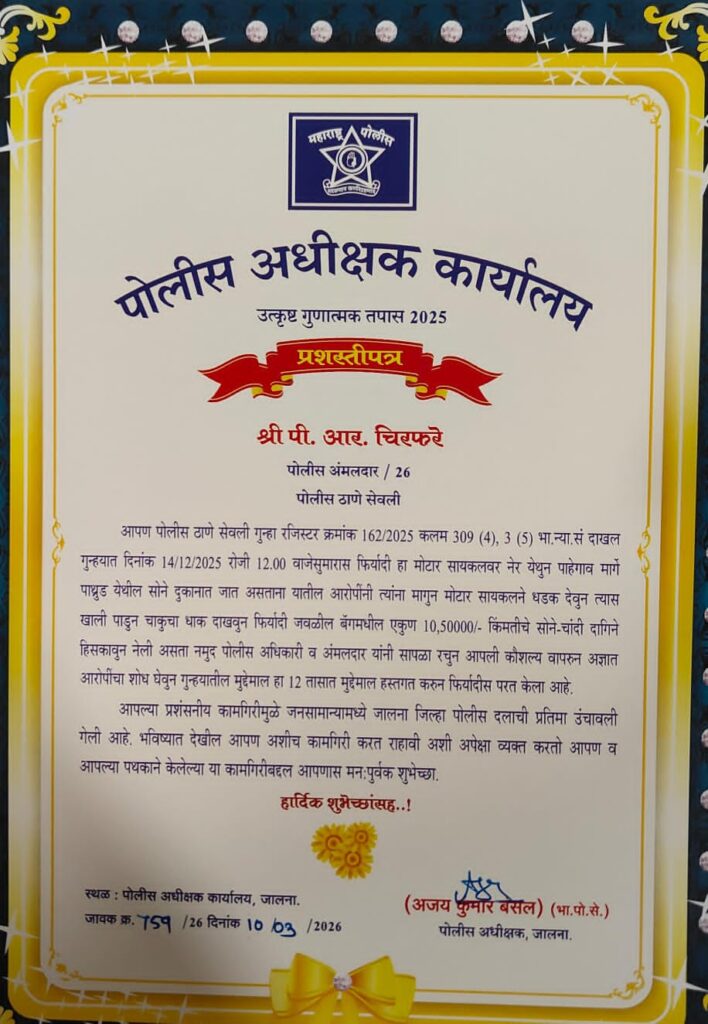 महाराष्ट्र पोलीस
पोलीस अधीक्षक कार्यालय
उत्कृष्ट गुणात्मक तपास 2025
प्रशस्तीपत्र
श्री पी. आर. चिरफरे
पोलीस अंमलदार / 26
पोलीस ठाणे सेवली
आपण पोलीस ठाणे सेवली गुन्हा रजिस्टर क्रमांक 162/2025 कलम 309 (4), 3 (5) भा.न्या.सं दाखल
गुन्हयात दिनांक 14/12/2025 रोजी 12.00 वाजेसुमारास फिर्यादी हा मोटार सायकलवर नेर येथुन पाहेगाव मार्गे
पाथ्रुड येथील सोने दुकानात जात असताना यातील आरोपींनी त्यांना मागुन मोटार सायकलने धडक देवुन त्यास
खाली पाडुन चाकुचा धाक दाखवुन फिर्यादी जवळील बॅगमधील एकुण 10,50000/- किंमतीचे सोने-चांदी दागिने
हिसकावुन नेली असता नमुद पोलीस अधिकारी व अंमलदार यांनी सापळा रचुन आपली कौशल्य वापरुन अज्ञात
आरोपींचा शोध घेवुन गुन्हयातील मुद्देमाल हा 12 तासात मुद्देमाल हस्तगत करुन फिर्यादीस परत केला आहे.
आपल्या प्रशंसनीय कामगिरीमुळे जनसामान्यामध्ये जालना जिल्हा पोलीस दलाची प्रतिमा उंचावली
गेली आहे. भविष्यात देखील आपण अशीच कामगिरी करत राहावी अशी अपेक्षा व्यक्त करतो आपण व
आपल्या पथकाने केलेल्या या कामगिरीबद्दल आपणास मन:पुर्वक शुभेच्छा.
हार्दिक शुभेच्छांसह..!
स्थळ : पोलीस अधीक्षक कार्यालय, जालना.
जावक क्र. 759 /26 दिनांक 10/03 /2026
(अजय कुमार बंसल) (भा.पो.से.)
पोलीस अधीक्षक, जालना.